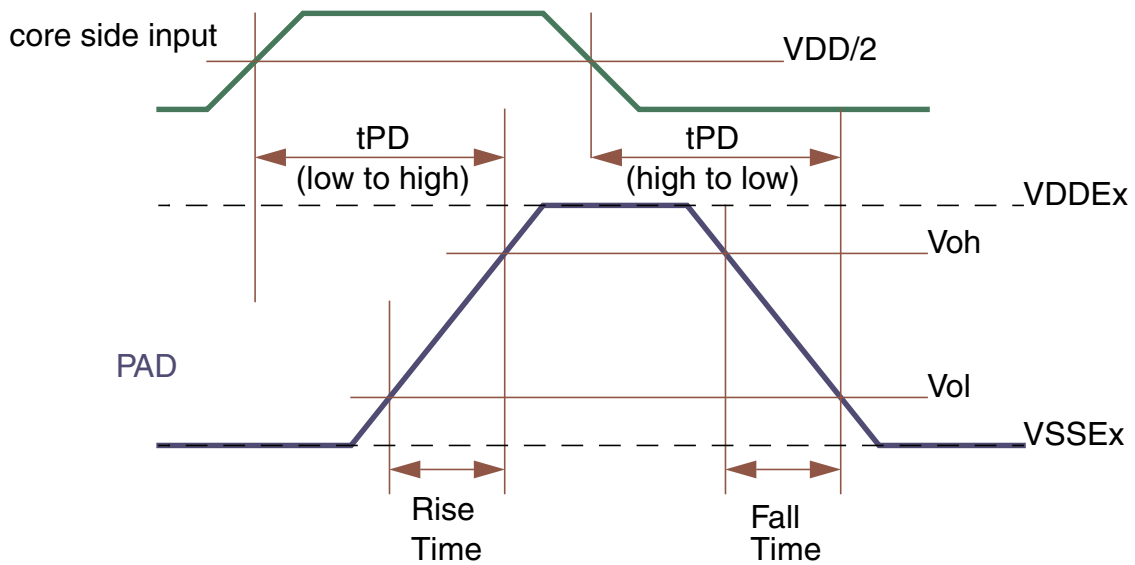 core side input
VDD/2
tPD
(low to high)
tPD
(high to low)
VDDEx
Voh
PAD
Vol
VSSEx
Rise
Time
Fall
Time